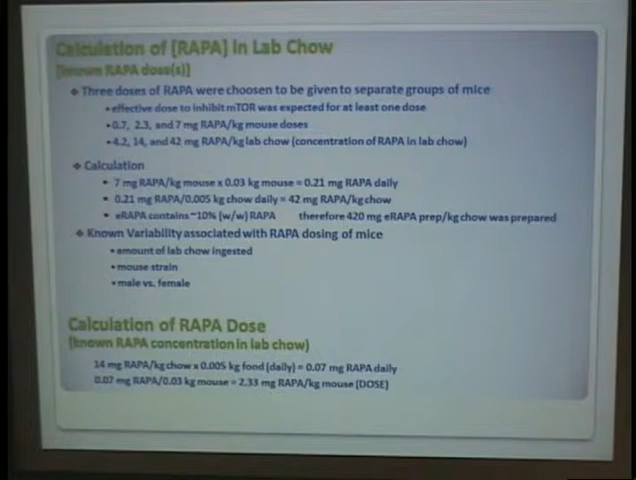 Calculation of [RAPA] in Lab Chow
[known RAPA dose(s)]
Three doses of RAPA were choosen to be given to separate groups of mice
•effective dose to inhibit mTOR was expected for at least one dose
•0.7, 2.3, and 7 mg RAPA/kg mouse doses
•4.2, 14, and 42 mg RAPA/kg lab chow (concentration of RAPA in lab chow)
Calculation
• 7 mg RAPA/kg mouse x 0.03 kg mouse = 0.21 mg RAPA daily
• 0.21 mg RAPA/0.005 kg chow daily = 42 mg RAPA/kg chow
• eRAPA contains ~10% (w/w) RAPA therefore 420 mg eRAPA prep/kg chow was prepared
Known Variability associated with RAPA dosing of mice
•amount of lab chow ingested
•mouse strain
•male vs. female
Calculation of RAPA Dose
(known RAPA concentration in lab chow)
14 mg RAPA/kg chow x 0.005 kg food (daily) = 0.07 mg RAPA daily
0.07 mg RAPA/0.03 kg mouse = 2.33 mg RAPA/kg mouse (DOSE)